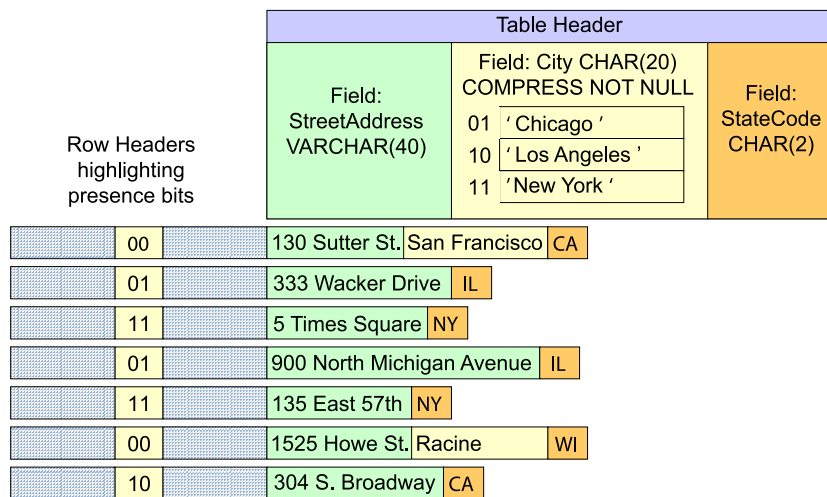 Table Header
Field:
StreetAddress
VARCHAR(40)
Field: City CHAR(20)
COMPRESS NOT NULL
01 ‘ Chicago ‘
10 ‘ Los Angeles ’
11 ’New York ‘
Field:
StateCode
CHAR(2)
Row Headers
highlighting
presence bits
00 130 Sutter St. San Francisco CA
01 333 Wacker Drive IL
11 5 Times Square NY
01 900 North Michigan Avenue IL
11 135 East 57th NY
00 1525 Howe St. Racine WI
10 304 S. Broadway CA